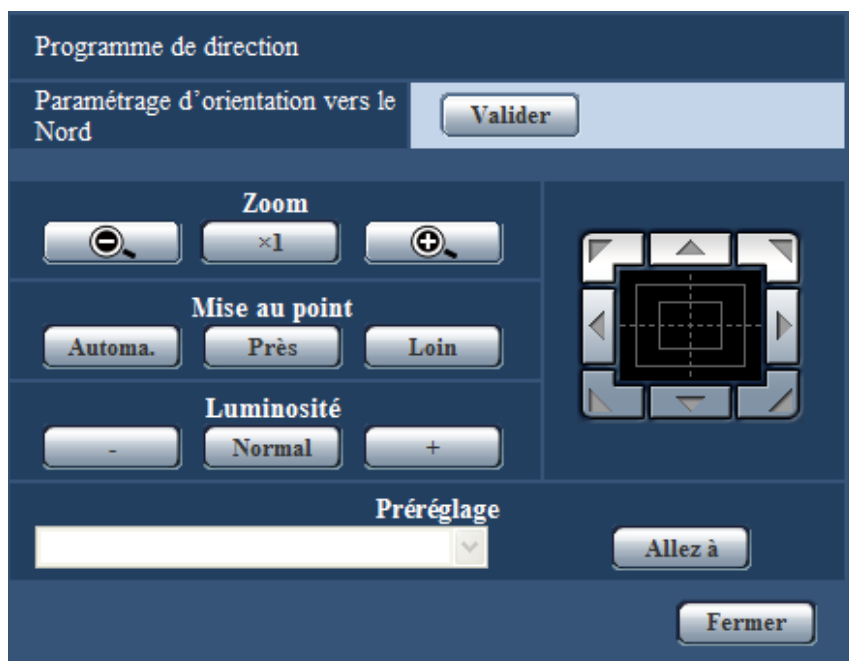 Programme de direction
Paramétrage d'orientation vers le
Nord
Valider
Zoom
×1
Mise au point
Automa.
Près
Loin
Luminosité
-
Normal
+
Préréglage
Allez à
Fermer